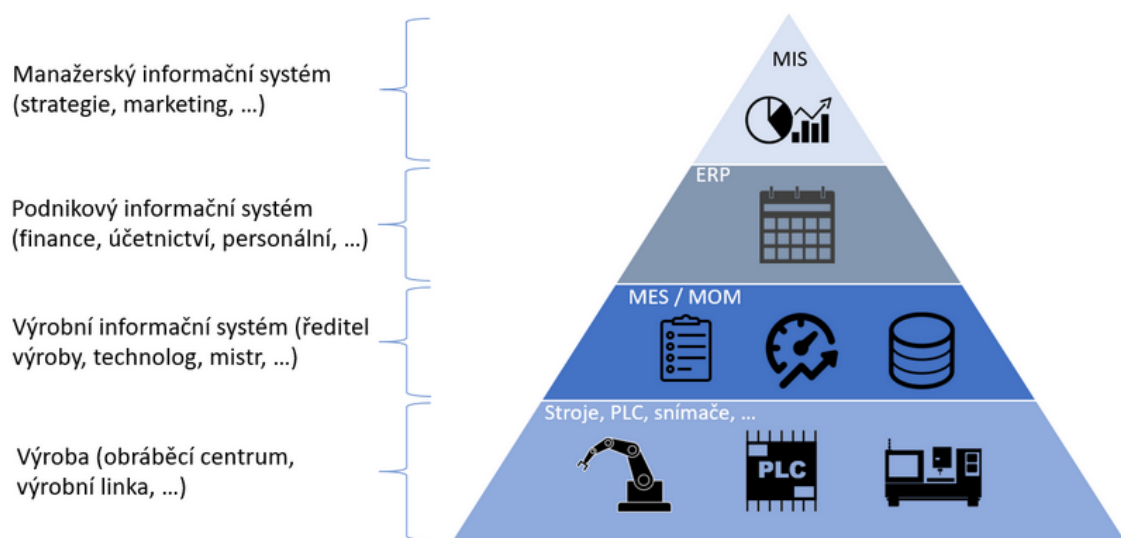 Manažerský informační systém
(strategie, marketing, ...)
MIS
Podnikový informační systém
(finance, účetnictví, personální, ...)
ERP
Výrobní informační systém (ředitel
výroby, technolog, mistr, ...)
MES / MOM
Výroba (obráběcí centrum,
výrobní linka, ...)
Stroje, PLC, snímače, ...
PLC